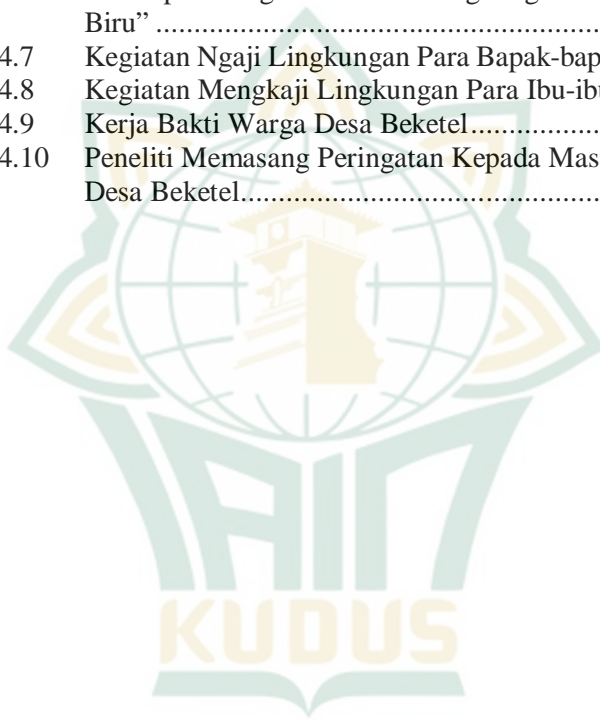 Biru” ................................................................
4.7 Kegiatan Ngaji Lingkungan Para Bapak-bap
4.8 Kegiatan Mengkaji Lingkungan Para Ibu-ibu
4.9 Kerja Bakti Warga Desa Beketel...................
4.10 Peneliti Memasang Peringatan Kepada Mas
Desa Beketel....................................................
IAIN
KUDUS